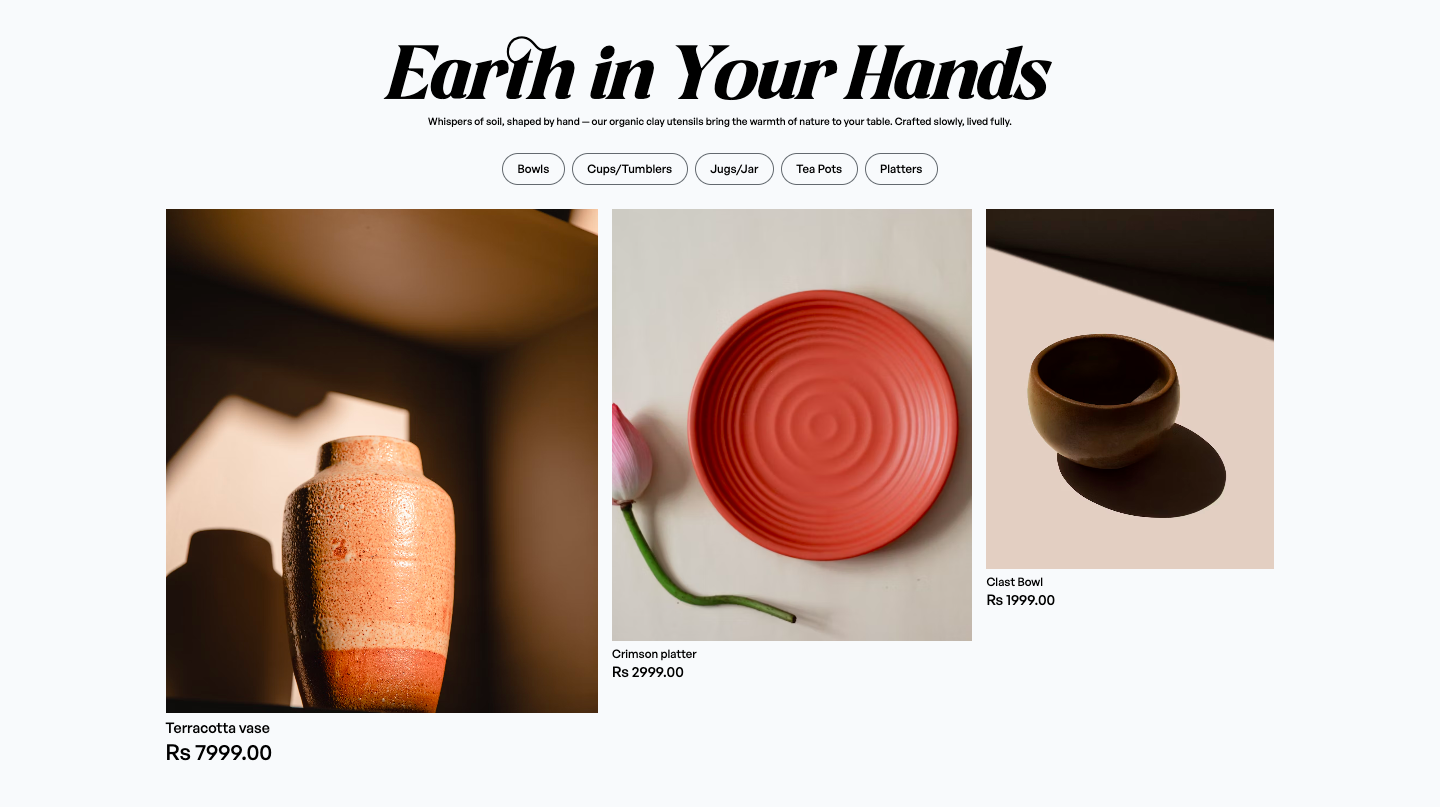 Earth in Your Hands
Whispers of soil, shaped by hand — our organic clay utensils bring the warmth of nature to your table. Crafted slowly, lived fully.
Bowls
Cups/Tumblers
Jugs/Jar
Tea Pots
Platters
Terracotta vase
Rs 7999.00
Crimson platter
Rs 2999.00
Clast Bowl
Rs 1999.00